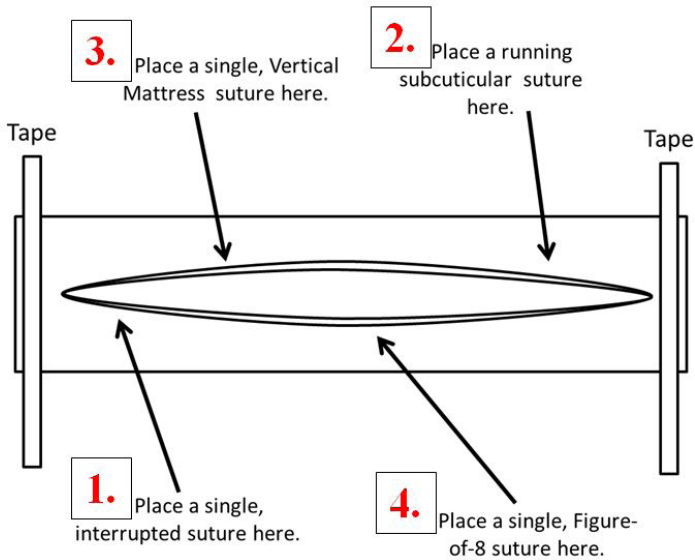 3. Place a single, Vertical
Mattress suture here.
2. Place a running
subcuticular suture
here.
Tape
Tape
1. Place a single,
interrupted suture here.
4. Place a single, Figure-
of-8 suture here.